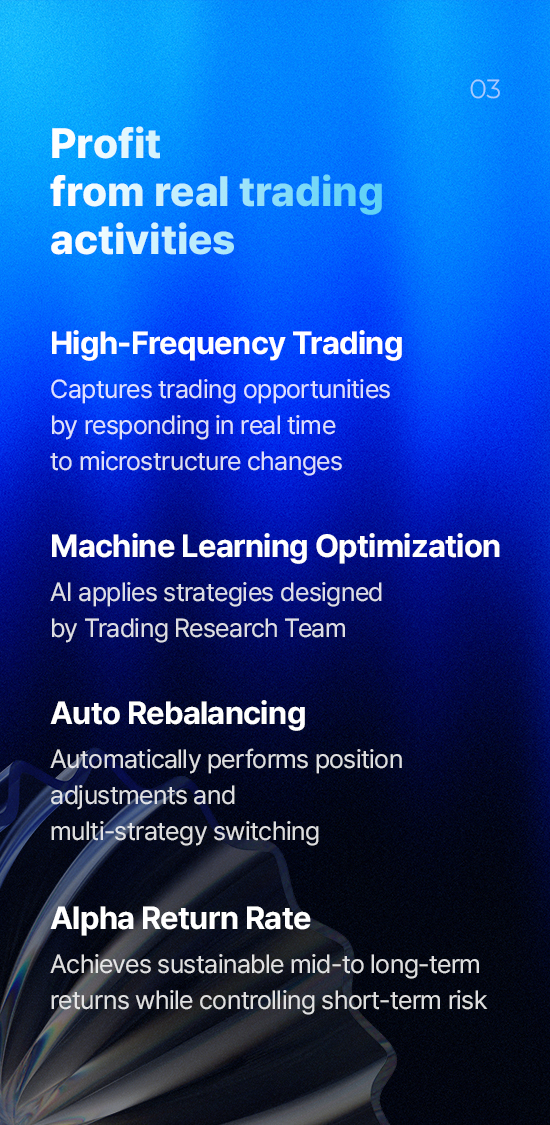 03
Profit
from real trading
activities
High-Frequency Trading
Captures trading opportunities
by responding in real time
to microstructure changes
Machine Learning Optimization
AI applies strategies designed
by Trading Research Team
Auto Rebalancing
Automatically performs position
adjustments and
multi-strategy switching
Alpha Return Rate
Achieves sustainable mid-to long-term
returns while controlling short-term risk